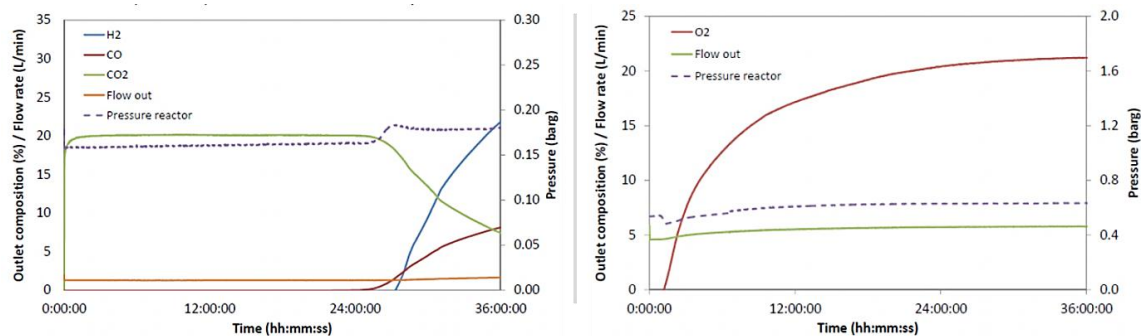 35
30
25
20
15
10
5
0
Outlet composition (%) / Flow rate (L/min)
H2
CO
CO2
Flow out
Pressure reactor
0.30
0.25
0.20
0.15
0.10
0.05
0.00
Pressure (barg)
0:00:00 12:00:00 24:00:00 36:00:00
Time (hh:mm:ss)
25
20
15
10
5
0
Outlet composition (%) / Flow rate (L/min)
O2
Flow out
Pressure reactor
2.0
1.6
1.2
0.8
0.4
0.0
Pressure (barg)
0:00:00 12:00:00 24:00:00 36:00:00
Time (hh:mm:ss)